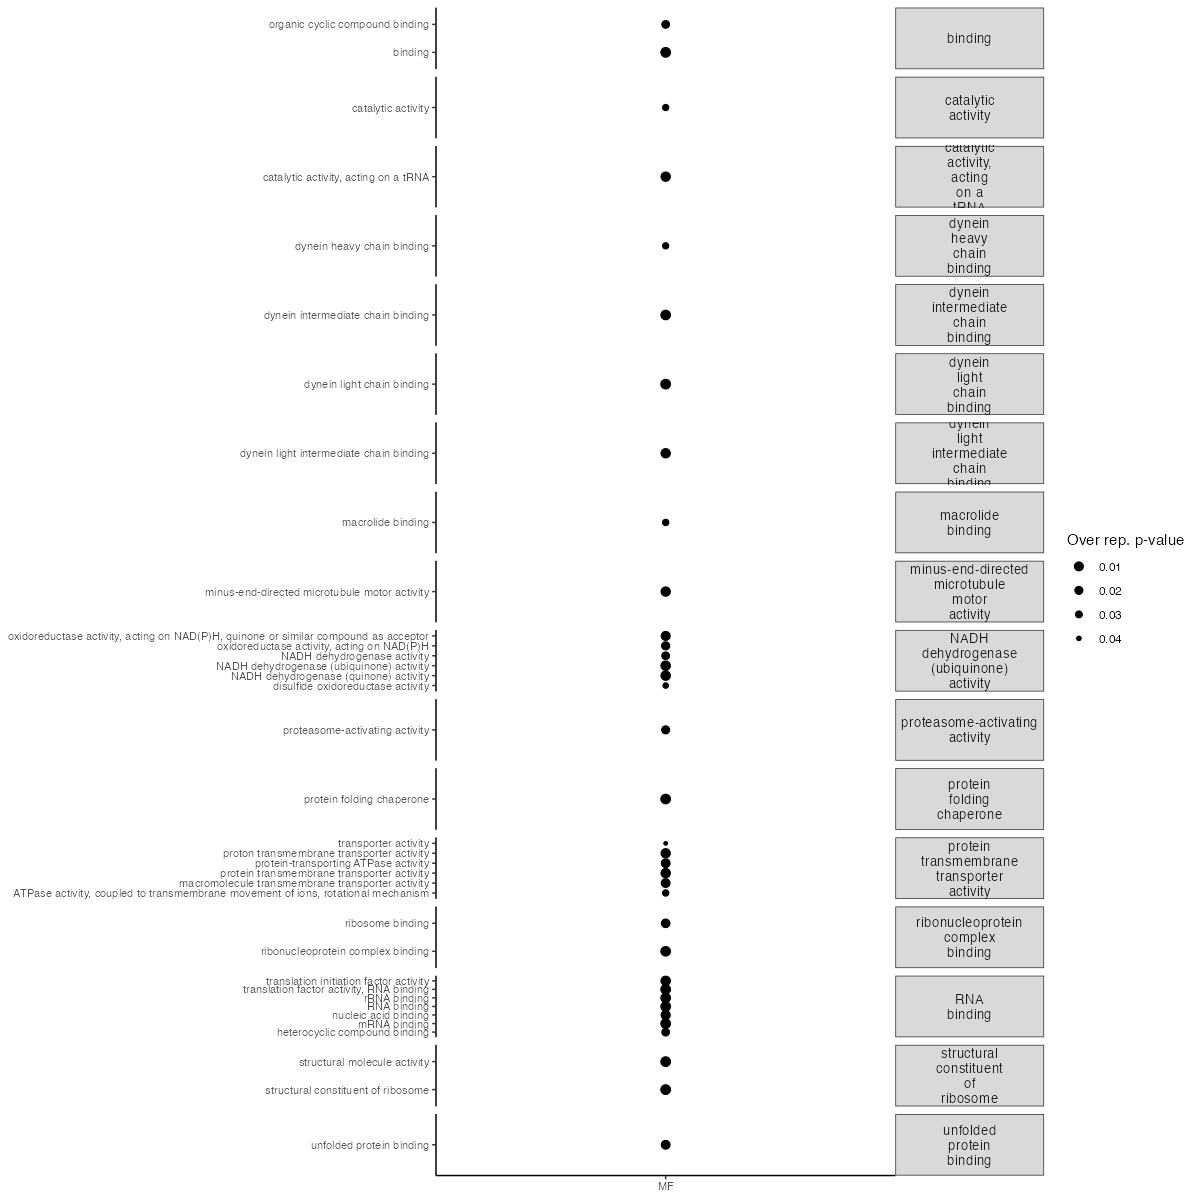 organic cyclic compound binding
binding
binding
catalytic activity
catalytic
activity
catalytic activity, acting on a tRNA
catalytic
activity,
acting
on a
tRNA
dynein heavy chain binding
dynein
heavy
chain
binding
dynein intermediate chain binding
dynein
intermediate
chain
binding
dynein light chain binding
dynein
light
chain
binding
dynein light intermediate chain binding
dynein
light
intermediate
chain
binding
macrolide binding
macrolide
binding
minus-end-directed microtubule motor activity
minus-end-directed
microtubule
motor
activity
oxidoreductase activity, acting on NAD(P)H, quinone or similar compound as acceptor
oxidoreductase activity, acting on NAD(P)H
NADH dehydrogenase activity
NADH dehydrogenase (ubiquinone) activity
NADH dehydrogenase (quinone) activity
disulfide oxidoreductase activity
NADH
dehydrogenase
(ubiquinone)
activity
proteasome-activating activity
proteasome-activating
activity
protein folding chaperone
protein
folding
chaperone
transporter activity
proton transmembrane transporter activity
protein-transporting ATPase activity
protein transmembrane transporter activity
macromolecule transmembrane transporter activity
ATPase activity, coupled to transmembrane movement of ions, rotational mechanism
protein
transmembrane
transporter
activity
ribosome binding
ribonucleoprotein complex binding
ribonucleoprotein
complex
binding
translation initiation factor activity
translation factor activity, RNA binding
rRNA binding
RNA binding
nucleic acid binding
mRNA binding
heterocyclic compound binding
RNA
binding
structural molecule activity
structural constituent of ribosome
structural
constituent
of
ribosome
unfolded protein binding
unfolded
protein
binding
MF
Over rep. p-value
0.01
0.02
0.03
0.04